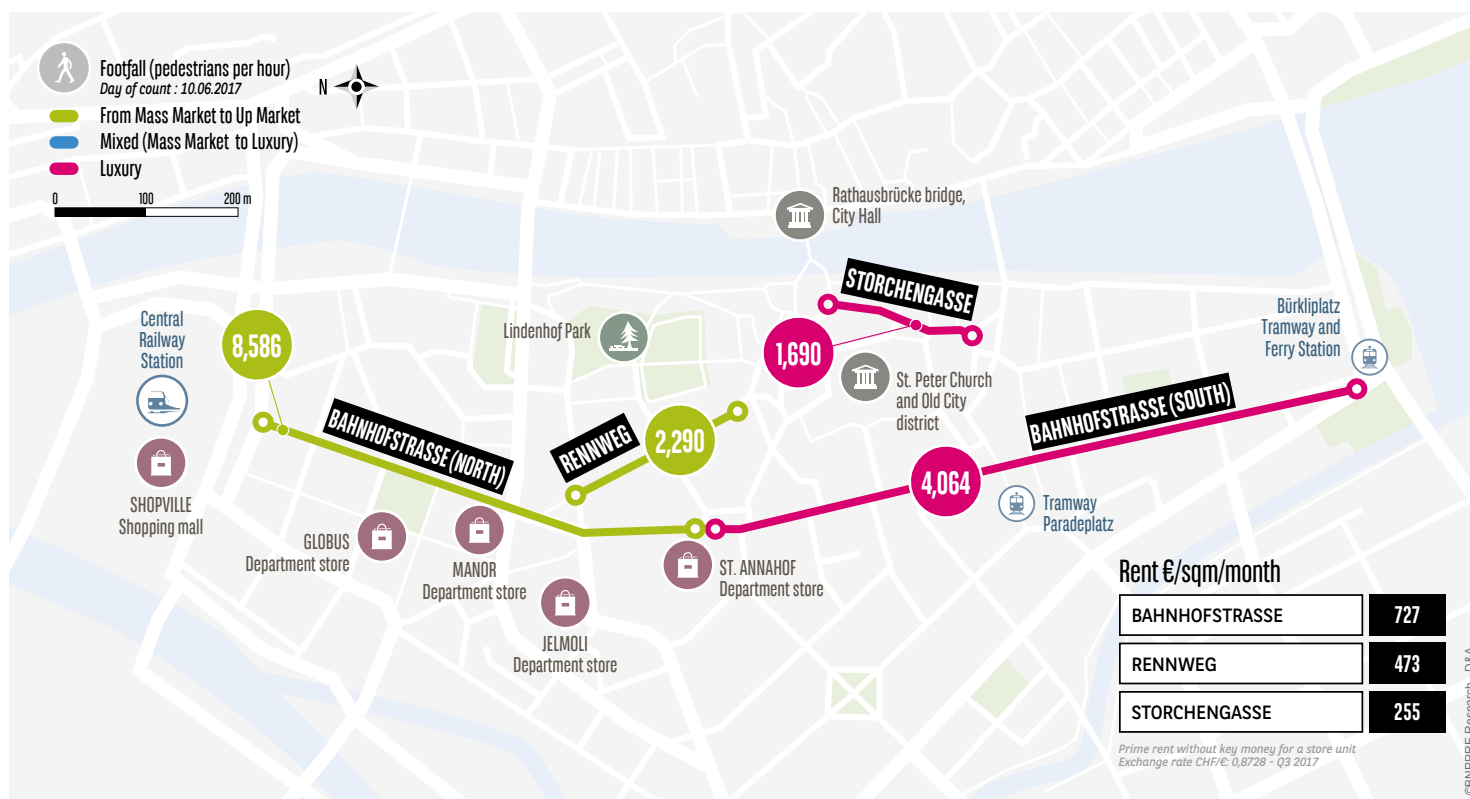 Footfall (pedestrians per hour)
Day of count : 10.06.2017
N
From Mass Market to Up Market
Mixed (Mass Market to Luxury)
Luxury
0 100 200 m
Rathausbrücke bridge,
City Hall
STORCHENGASSE
Central
Railway
Station
8,586
Lindenhof Park
1,690
Bürkliplatz
Tramway and
Ferry Station
St. Peter Church
and Old City
district
BAHNHOFSTRASSE (NORTH)
RENNWEG
2,290
BAHNHOFSTRASSE (SOUTH)
4,064
SHOPVILLE
Shopping mall
GLOBUS
Department store
MANOR
Department store
JELMOLI
Department store
ST. ANNAHOF
Department store
Tramway
Paradeplatz
Rent €/sqm/month
BAHNHOFSTRASSE 727
RENNWEG 473
STORCHENGASSE 255
Prime rent without key money for a store unit
Exchange rate CHF/€: 0,8728 - Q3 2017
©BNPPRE Research - D&A